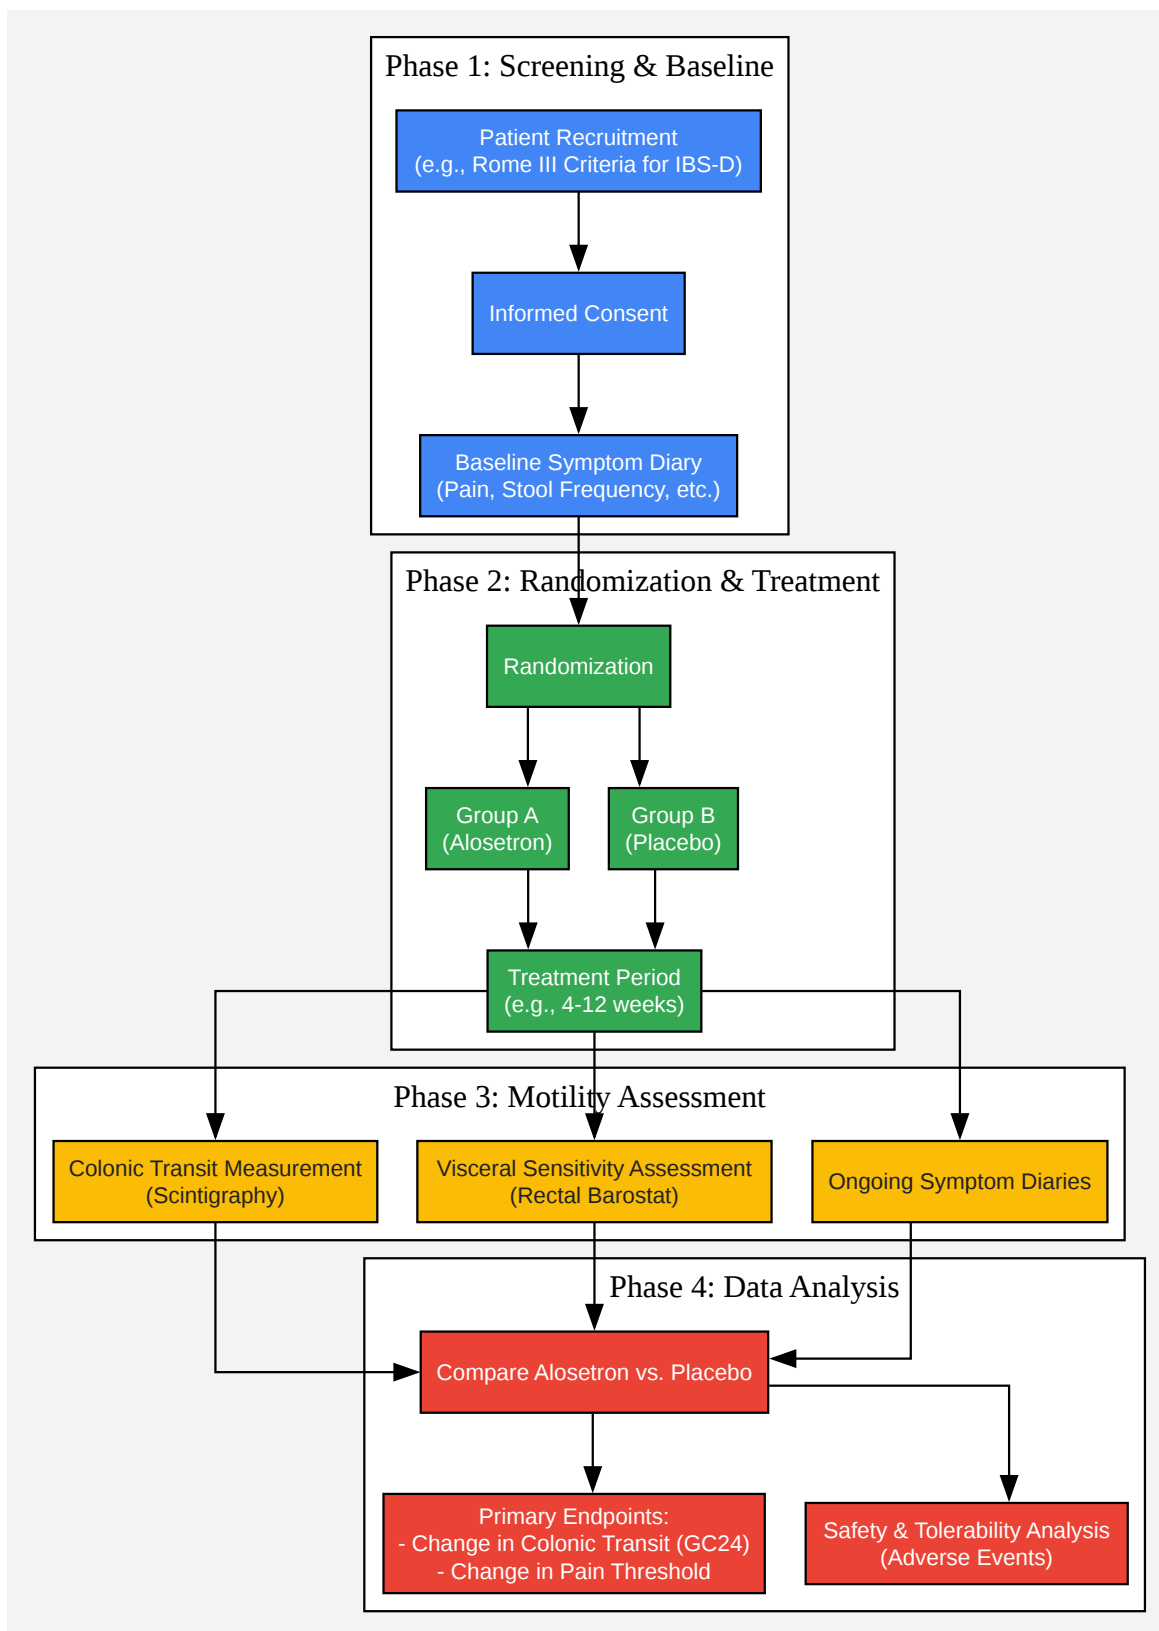 Phase 1: Screening & Baseline
Patient Recruitment
(e.g., Rome III Criteria for IBS-D)
Informed Consent
Baseline Symptom Diary
(Pain, Stool Frequency, etc.)
Phase 2: Randomization & Treatment
Randomization
Group A
(Alosetron)
Group B
(Placebo)
Treatment Period
(e.g., 4-12 weeks)
Phase 3: Motility Assessment
Colonic Transit Measurement
(Scintigraphy)
Visceral Sensitivity Assessment
(Rectal Barostat)
Ongoing Symptom Diaries
Phase 4: Data Analysis
Compare Alosetron vs. Placebo
Primary Endpoints:
- Change in Colonic Transit (GC24)
- Change in Pain Threshold
Safety & Tolerability Analysis
(Adverse Events)